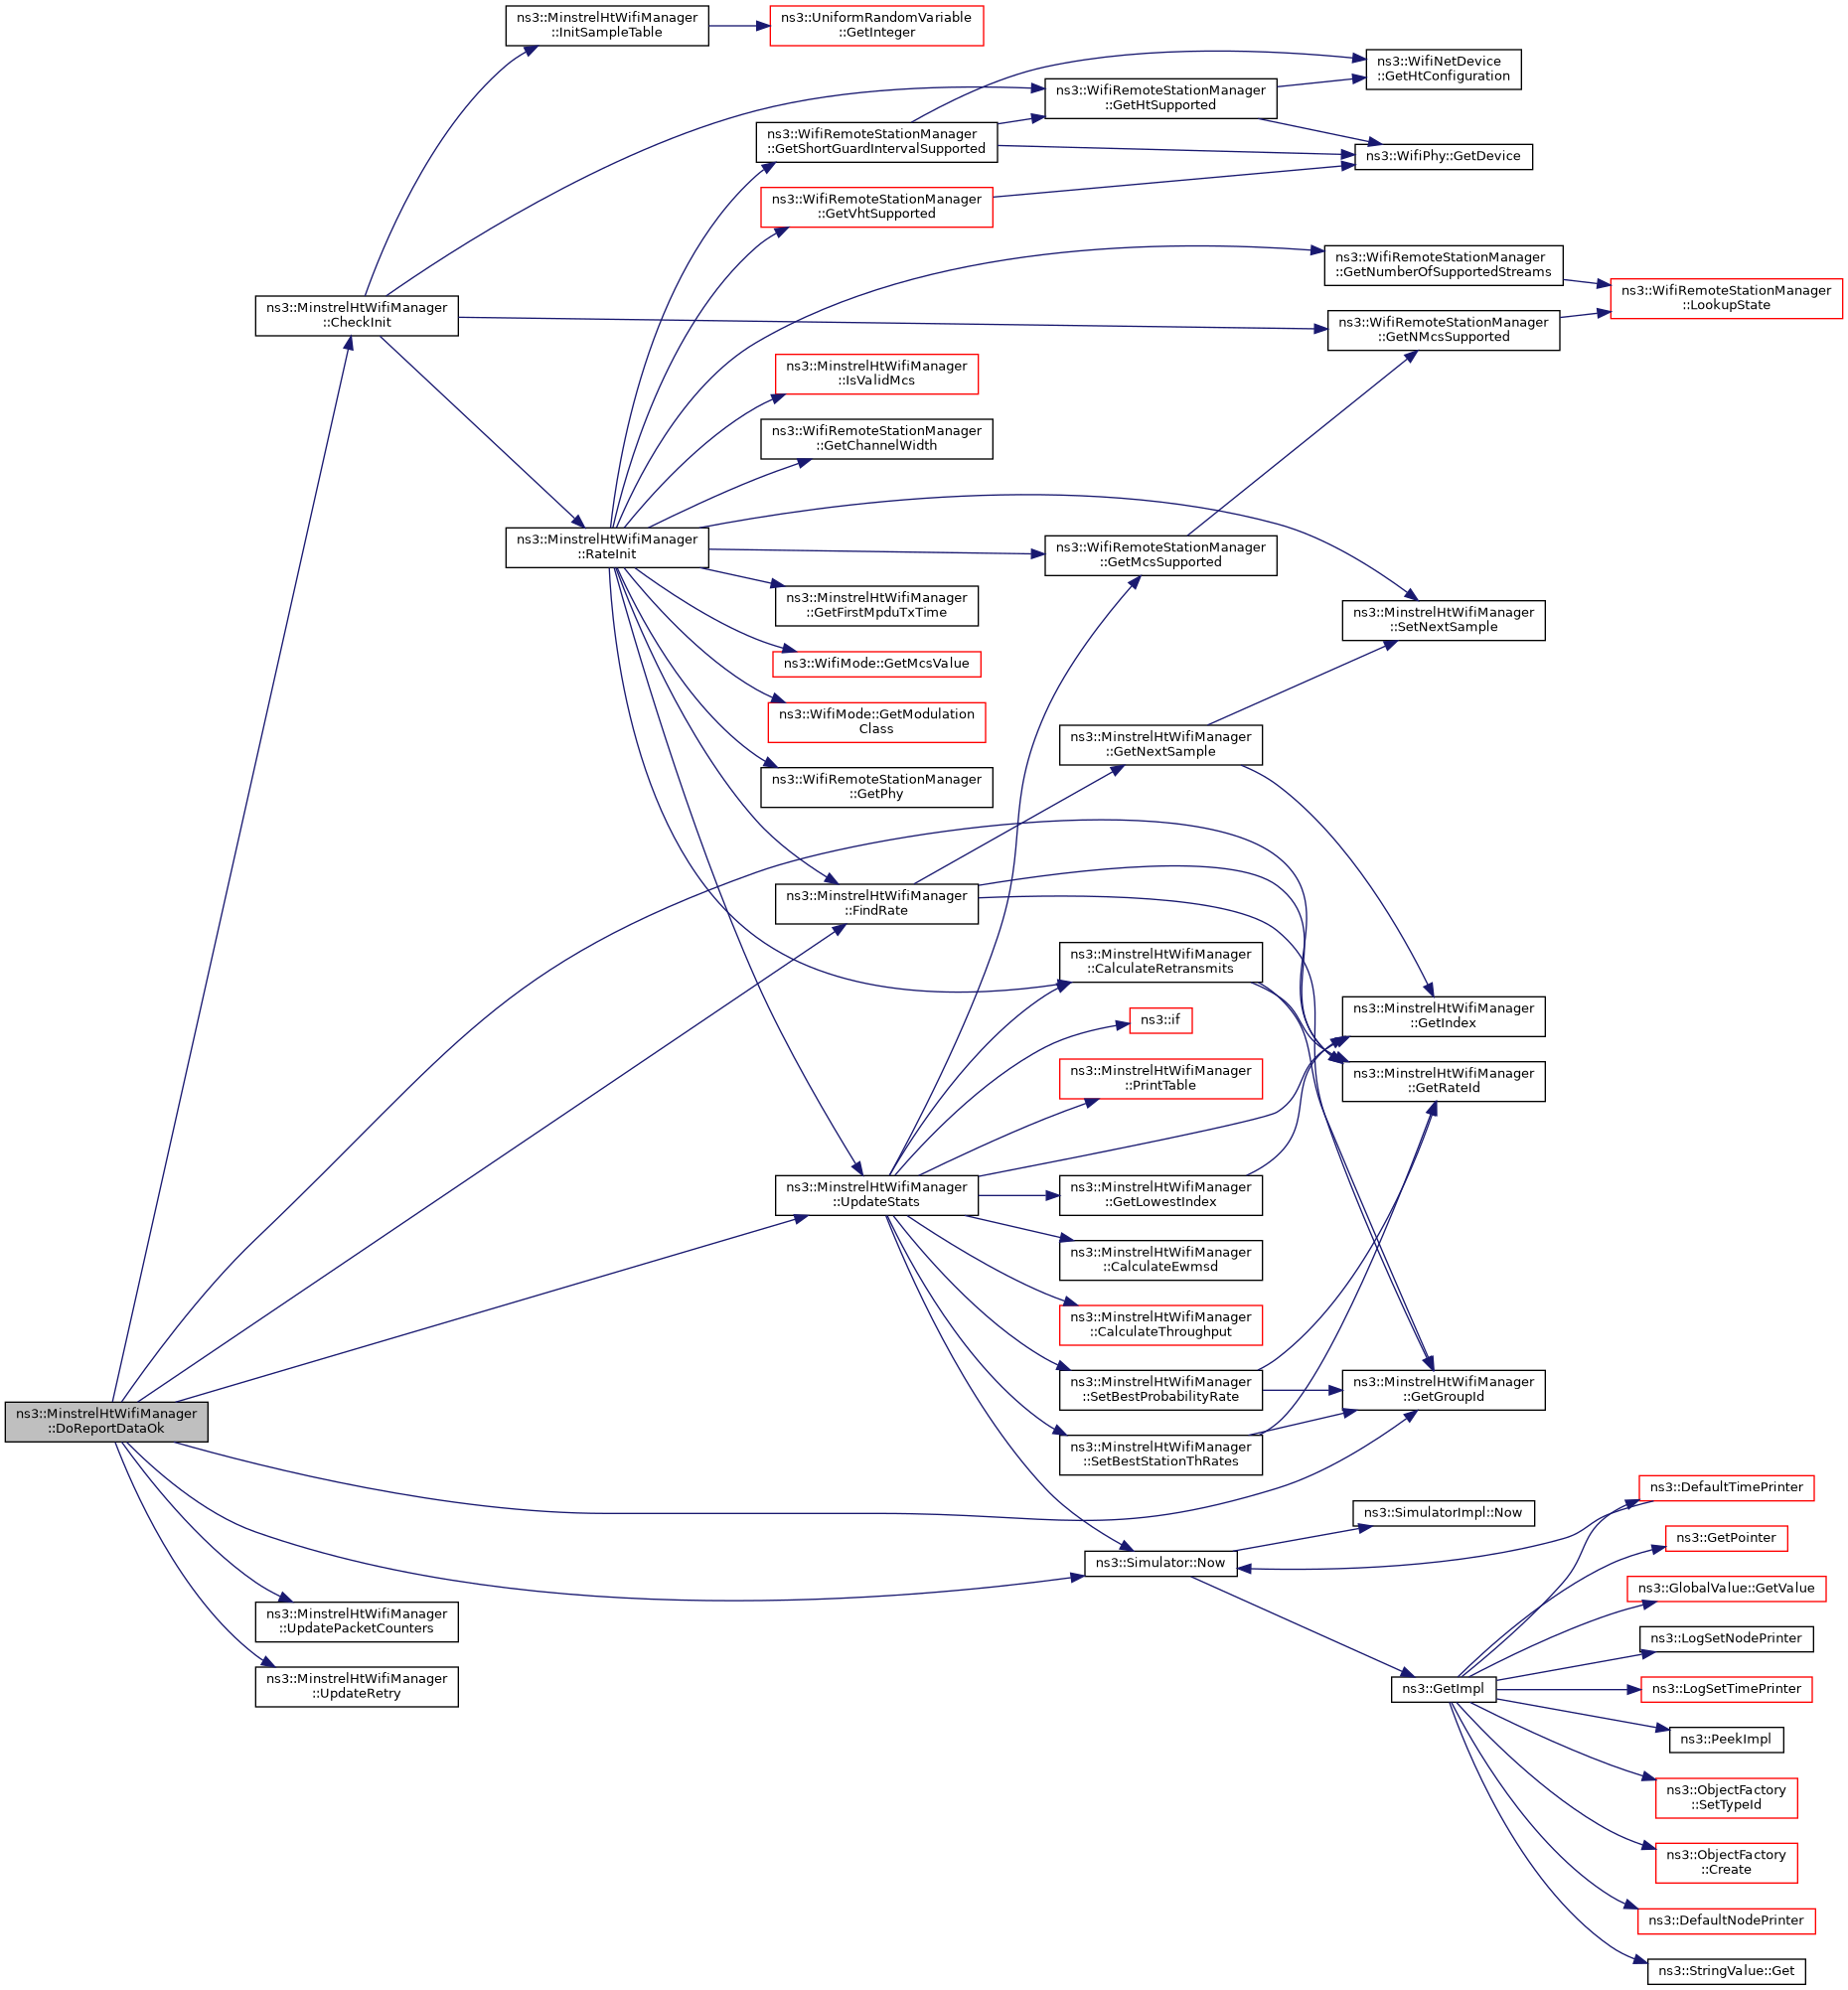 ns3::MinstrelHtWifiManager
::DoReportDataOk
ns3::MinstrelHtWifiManager
::CheckInit
ns3::MinstrelHtWifiManager
::UpdatePacketCounters
ns3::MinstrelHtWifiManager
::UpdateRetry
ns3::MinstrelHtWifiManager
::InitSampleTable
ns3::MinstrelHtWifiManager
::RateInit
ns3::UniformRandomVariable
::GetInteger
ns3::WifiRemoteStationManager
::GetShortGuardIntervalSupported
ns3::WifiRemoteStationManager
::GetVhtSupported
ns3::MinstrelHtWifiManager
::IsValidMcs
ns3::WifiRemoteStationManager
::GetChannelWidth
ns3::MinstrelHtWifiManager
::GetFirstMpduTxTime
ns3::WifiMode::GetMcsValue
ns3::WifiMode::GetModulation
Class
ns3::WifiRemoteStationManager
::GetPhy
ns3::MinstrelHtWifiManager
::FindRate
ns3::MinstrelHtWifiManager
::UpdateStats
ns3::WifiRemoteStationManager
::GetHtSupported
ns3::WifiRemoteStationManager
::GetMcsSupported
ns3::MinstrelHtWifiManager
::GetNextSample
ns3::MinstrelHtWifiManager
::CalculateRetransmits
ns3::if
ns3::MinstrelHtWifiManager
::PrintTable
ns3::MinstrelHtWifiManager
::GetLowestIndex
ns3::MinstrelHtWifiManager
::CalculateEwmsd
ns3::MinstrelHtWifiManager
::CalculateThroughput
ns3::MinstrelHtWifiManager
::SetBestProbabilityRate
ns3::MinstrelHtWifiManager
::SetBestStationThRates
ns3::Simulator::Now
ns3::WifiNetDevice
::GetHtConfiguration
ns3::WifiPhy::GetDevice
ns3::WifiRemoteStationManager
::GetNumberOfSupportedStreams
ns3::WifiRemoteStationManager
::GetNMcsSupported
ns3::MinstrelHtWifiManager
::SetNextSample
ns3::MinstrelHtWifiManager
::GetIndex
ns3::MinstrelHtWifiManager
::GetRateId
ns3::MinstrelHtWifiManager
::GetGroupId
ns3::SimulatorImpl::Now
ns3::GetImpl
ns3::WifiRemoteStationManager
::LookupState
ns3::DefaultTimePrinter
ns3::GetPointer
ns3::GlobalValue::GetValue
ns3::LogSetNodePrinter
ns3::LogSetTimePrinter
ns3::PeekImpl
ns3::ObjectFactory
::SetTypeId
ns3::ObjectFactory
::Create
ns3::DefaultNodePrinter
ns3::StringValue::Get